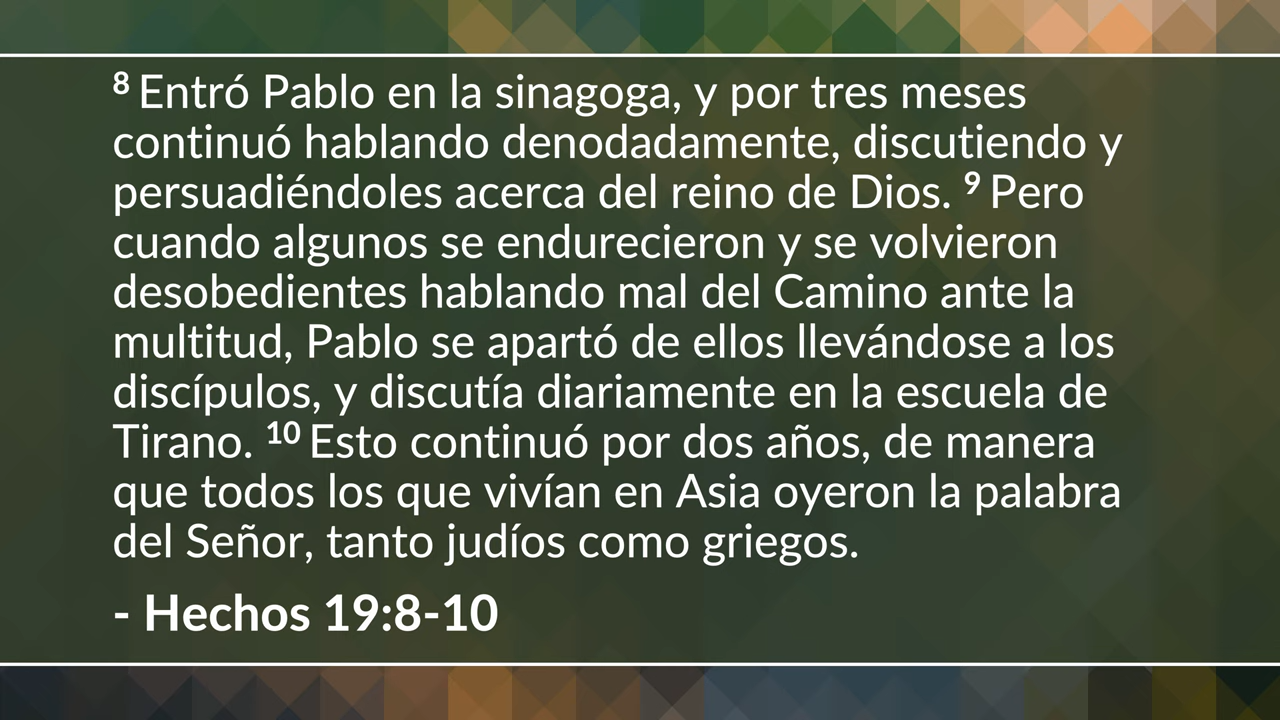 8 Entró Pablo en la sinagoga, y por tres meses
continuó hablando denodadamente, discutiendo y
persuadiéndoles acerca del reino de Dios. 9 Pero
cuando algunos se endurecieron y se volvieron
desobedientes hablando mal del Camino ante la
multitud, Pablo se apartó de ellos llevándose a los
discípulos, y discutía diariamente en la escuela de
Tirano. 10 Esto continuó por dos años, de manera
que todos los que vivían en Asia oyeron la palabra
del Señor, tanto judíos como griegos.
- Hechos 19:8-10